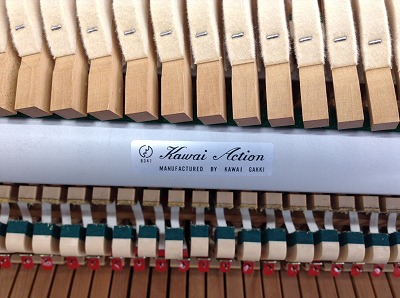 Kawai Action
MANUFACTURED BY KAWAI GAKKI